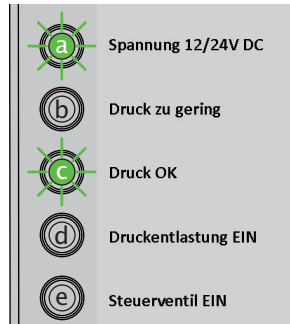 a Spannung 12/24V DC
b Druck zu gering
c Druck OK
d Druckentlastung EIN
e Steuerventil EIN